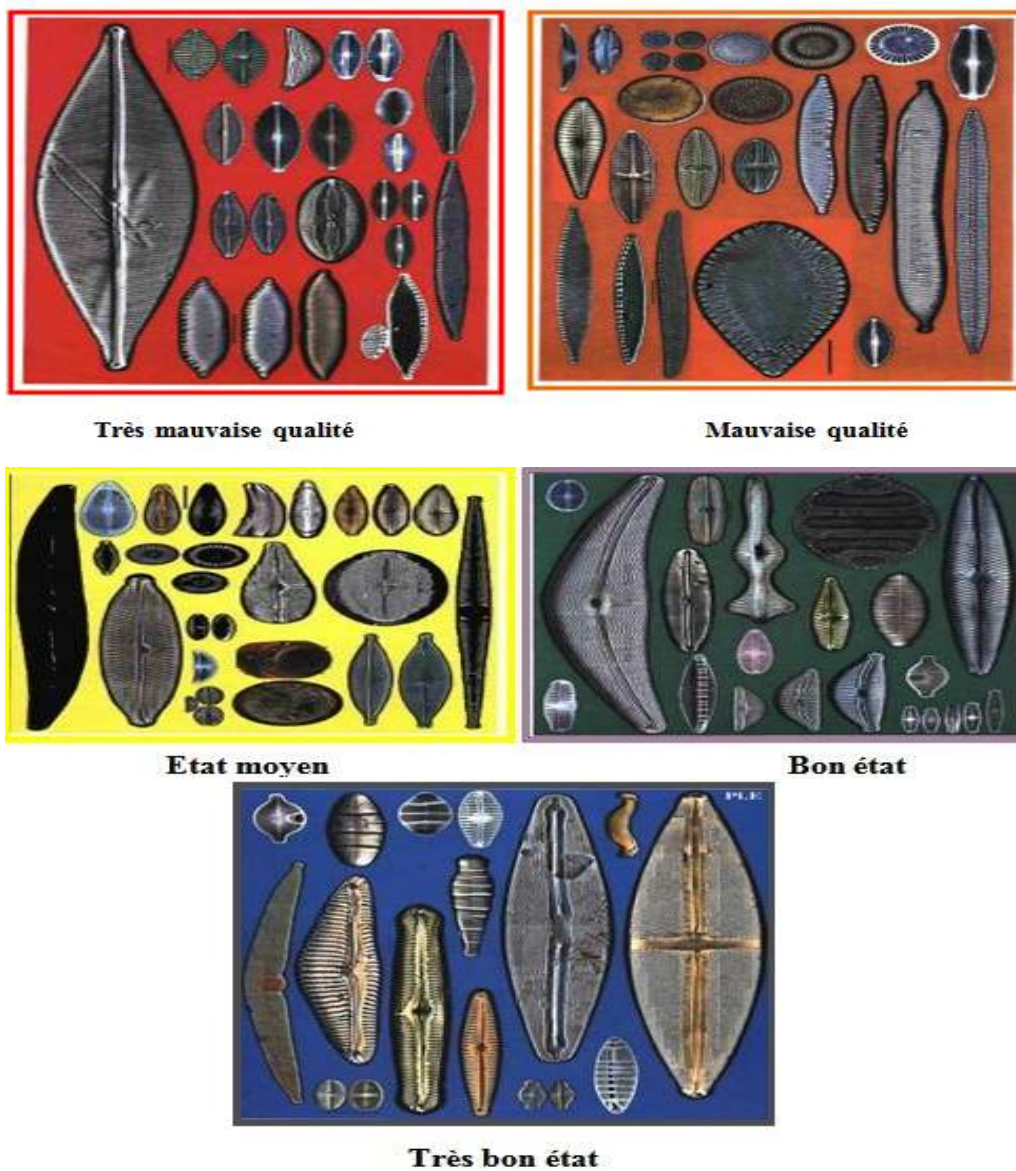 Très mauvaise qualité
Mauvaise qualité
Etat moyen
Bon état
PLE
Très bon état